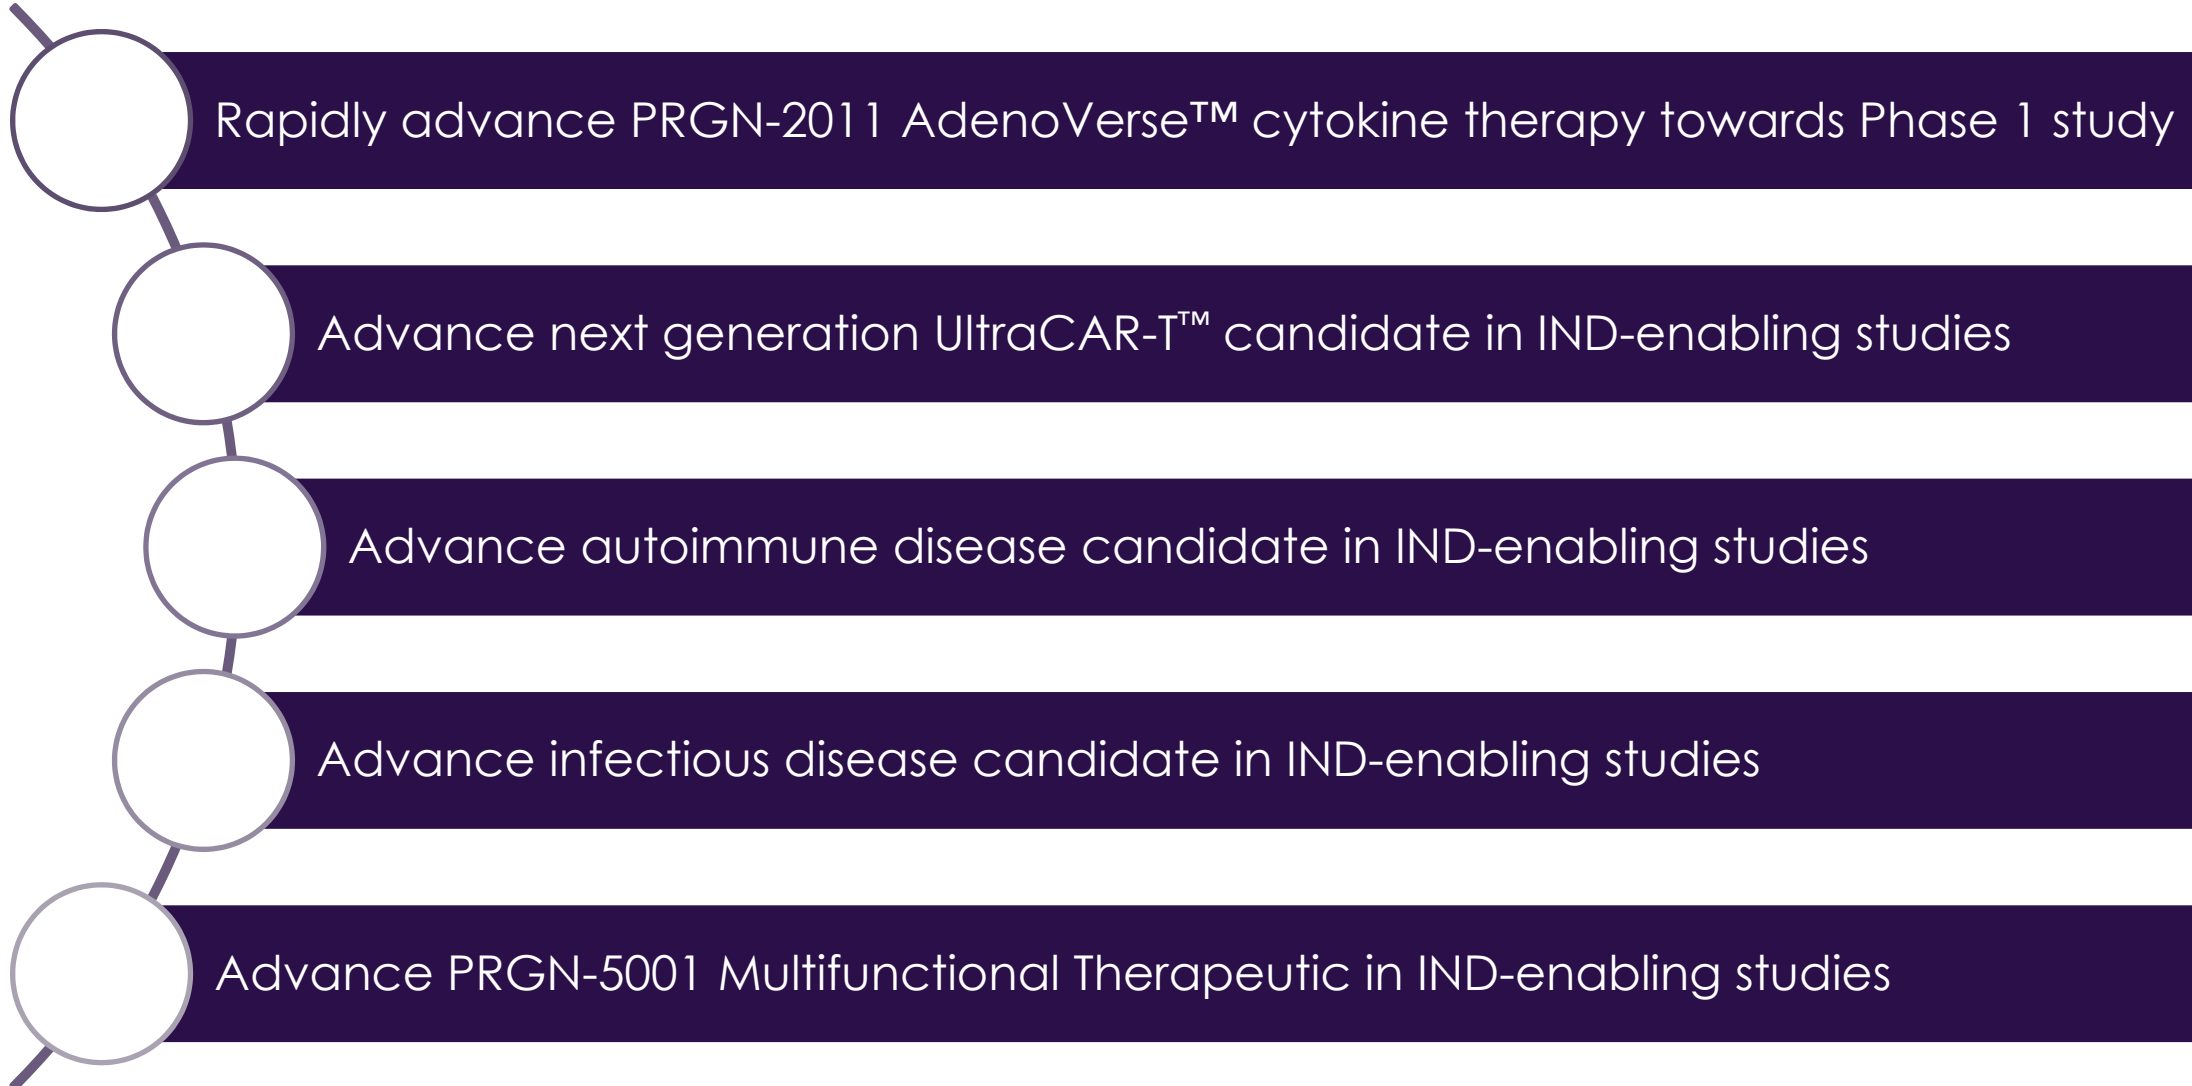 Rapidly advance PRGN-2011 AdenoVerse™ cytokine therapy towards Phase 1 study
Advance next generation UltraCAR-T™ candidate in IND-enabling studies
Advance autoimmune disease candidate in IND-enabling studies
Advance infectious disease candidate in IND-enabling studies
Advance PRGN-5001 Multifunctional Therapeutic in IND-enabling studies